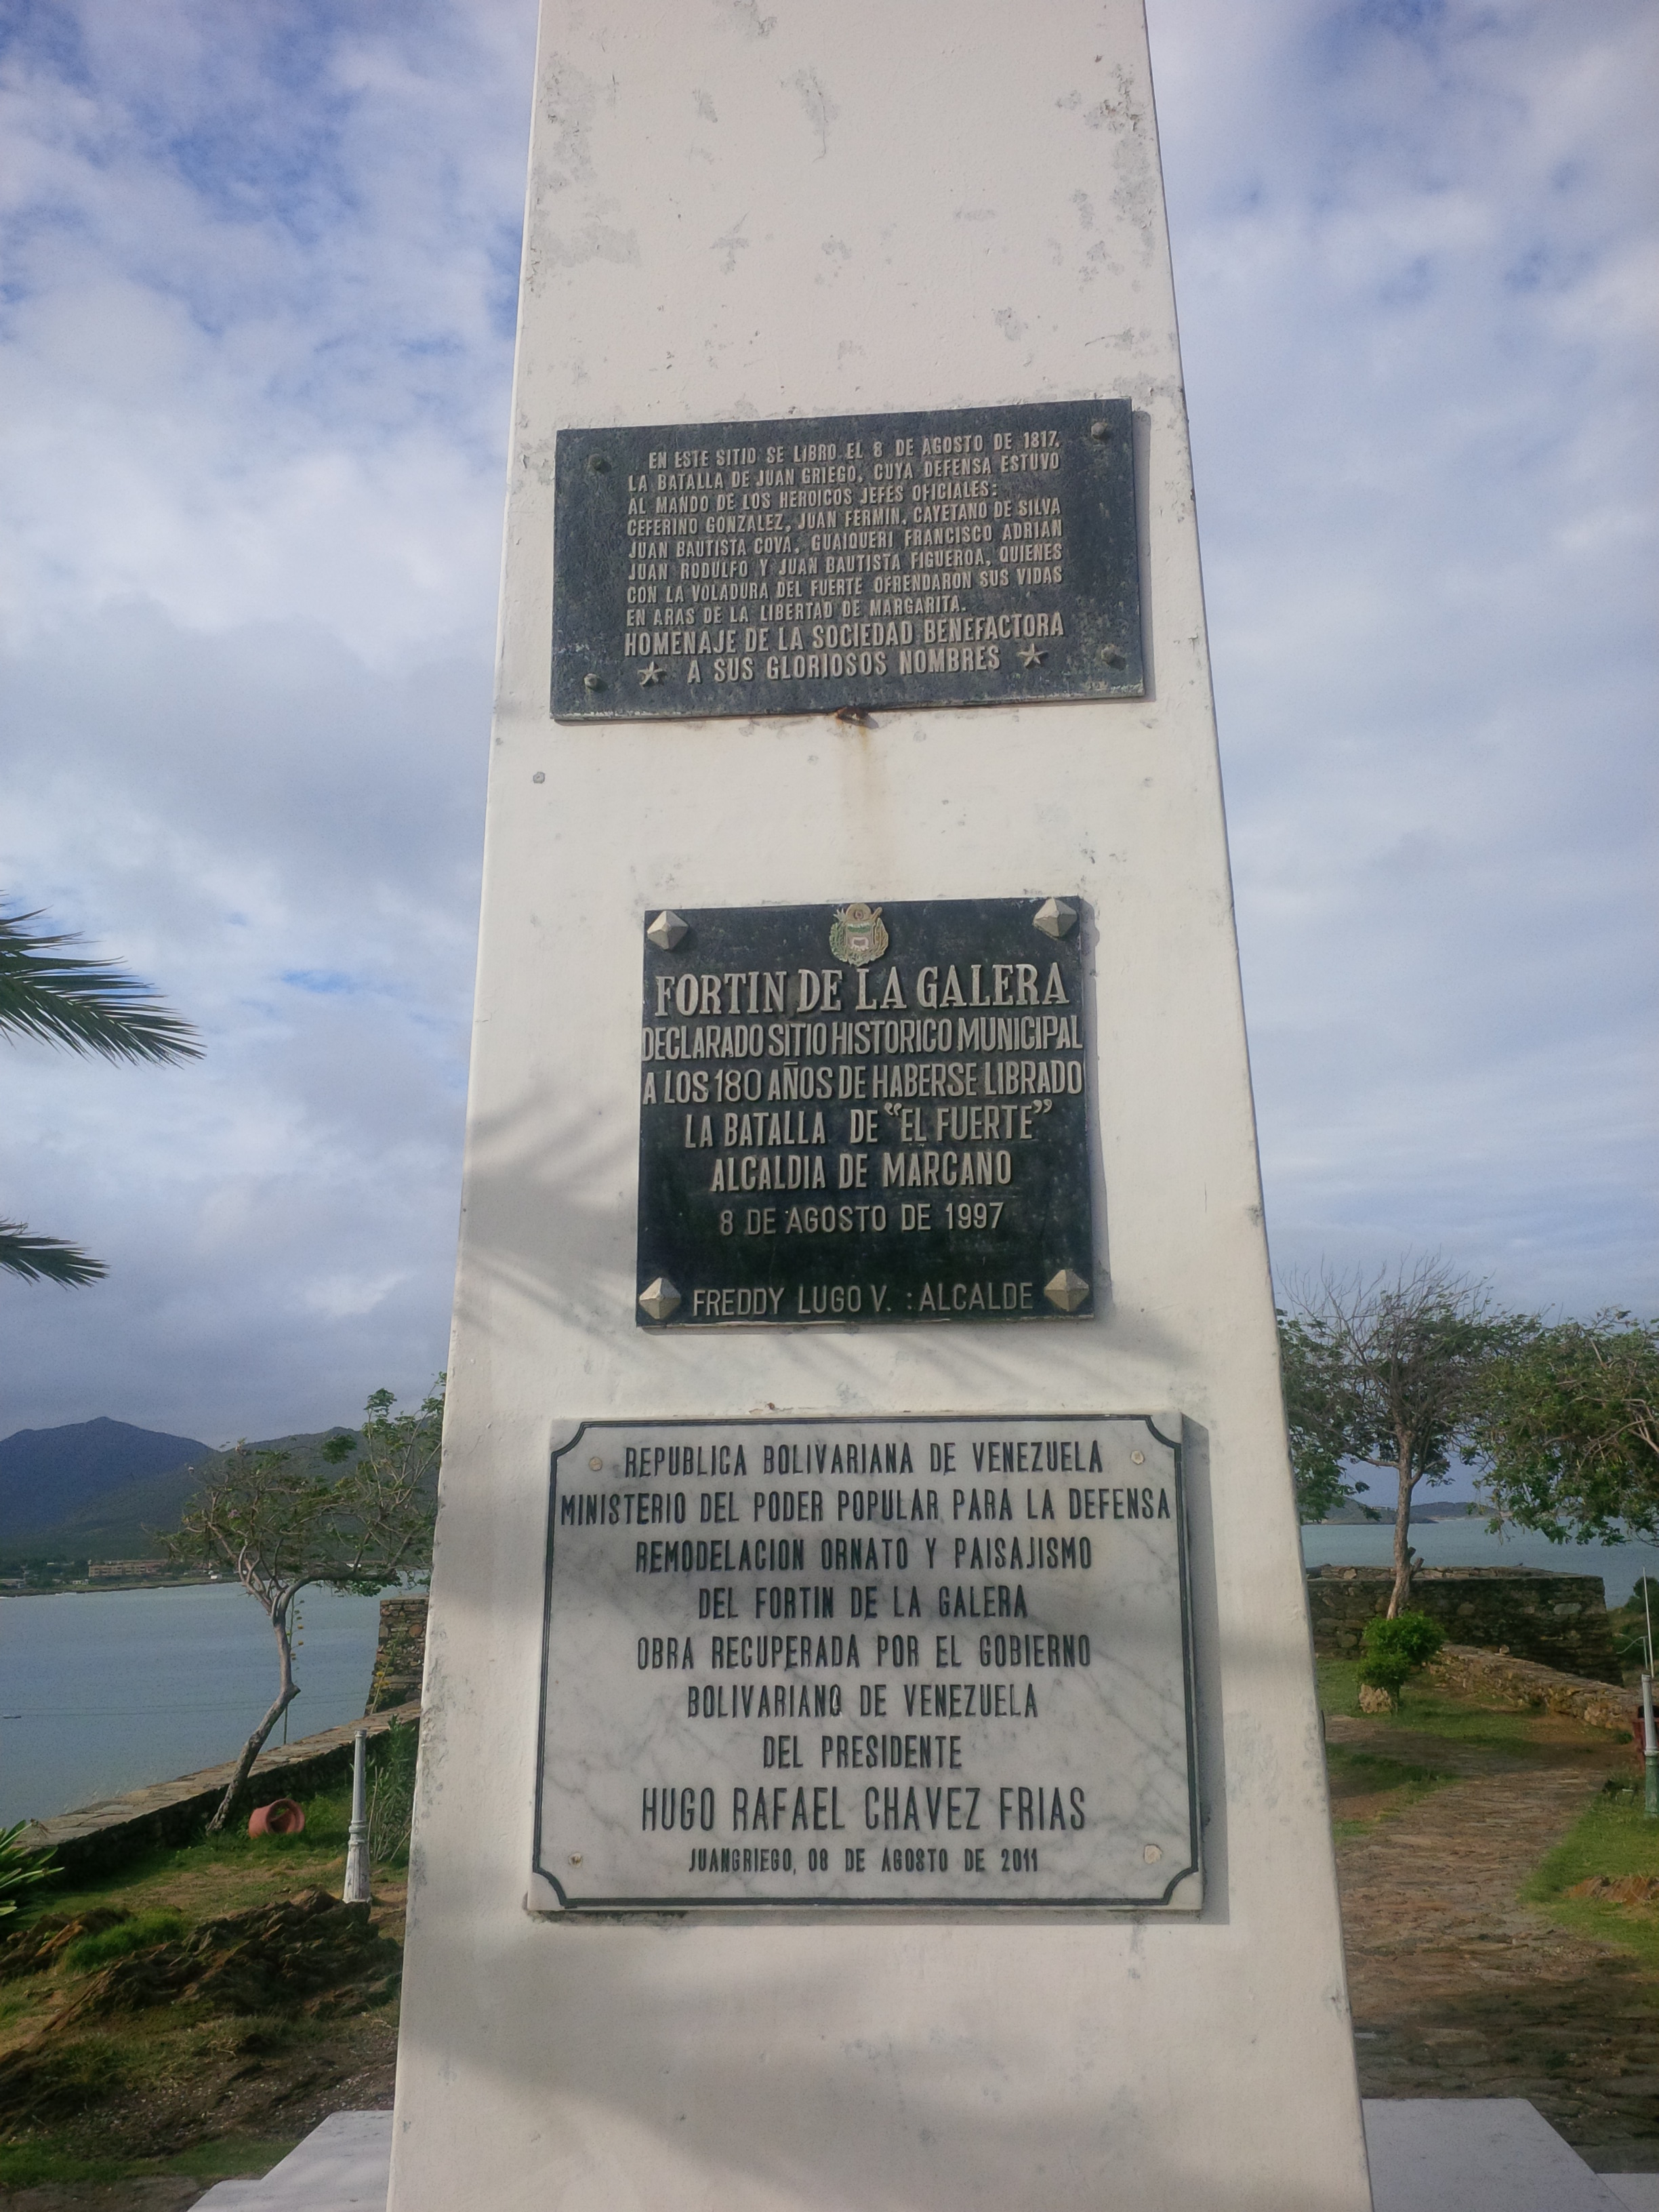 EN ESTE SITIO SE LIBRO EL 8 DE AGOSTO DE 1817,
LA BATALLA DE JUAN GRIEGO, CUYA DEFENSA ESTUVO
AL MANDO DE LOS HEROICOS JEFES OFICIALES:
CEFERINO GONZALEZ, JUAN FERMIN, CAYETANO DE SILVA
JUAN BAUTISTA COVA, GUAIQUERI FRANCISCO ADRIAN
JUAN RODULFO Y JUAN BAUTISTA FIGUEROA, QUIENES
CON LA VOLADURA DEL FUERTE OFRENDARON SUS VIDAS
EN ARAS DE LA LIBERTAD DE MARGARITA.
HOMENAJE DE LA SOCIEDAD BENEFACTORA
A SUS GLORIOSOS NOMBRES
FORTIN DE LA GALERA
DECLARADO SITIO HISTORICO MUNICIPAL
A LOS 180 AÑOS DE HABERSE LIBRADO
LA BATALLA DE "EL FUERTE"
ALCALDIA DE MARCANO
8 DE AGOSTO DE 1997
FREDDY LUGO V. : ALCALDE
REPUBLICA BOLIVARIANA DE VENEZUELA
MINISTERIO DEL PODER POPULAR PARA LA DEFENSA
REMODELACION ORNATO Y PAISAJISMO
DEL FORTIN DE LA GALERA
OBRA RECUPERADA POR EL GOBIERNO
BOLIVARIANO DE VENEZUELA
DEL PRESIDENTE
HUGO RAFAEL CHAVEZ FRIAS
JUANGRIEGO, 08 DE AGOSTO DE 2011